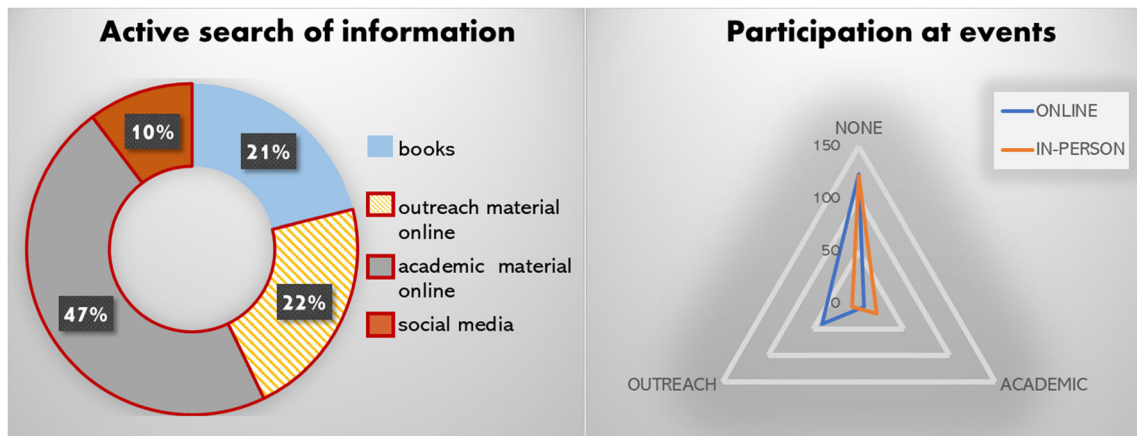 Active search of information
10%
21%
47%
22%
books
outreach material
online
academic material
online
social media
Participation at events
ONLINE
IN-PERSON
NONE
150
100
50
0
OUTREACH
ACADEMIC